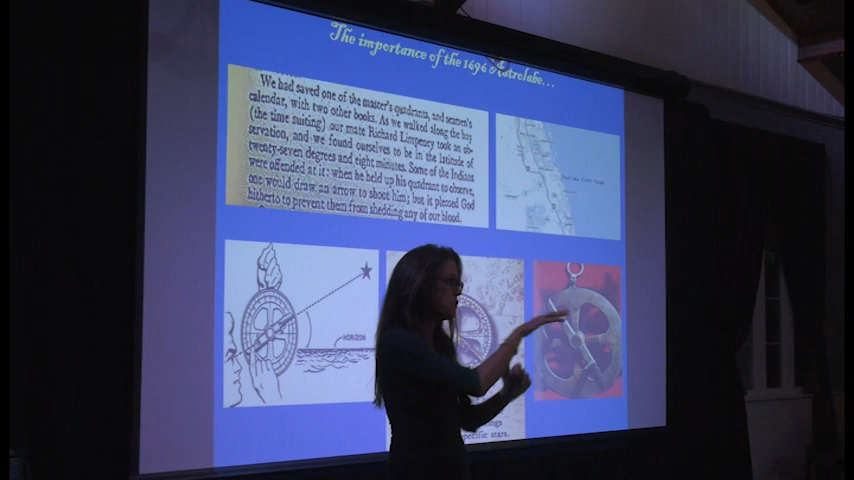 The importance of the 1696 Astrolabe...
We had saved one of the master's quadrants, and seamen's
calendar, with two other books. As we walked along the bay
(the time suiting) our mate Richard Limpeney took an ob-
servation, and we found ourselves to be in the latitude of
twenty-seven degrees and eight minutes. Some of the Indians
were offended at it: when he held up his quadrant to observe,
one would draw an arrow to shoot him; but it pleased God
hitherto to prevent them from shedding any of our blood.
HORIZON
specific stars.